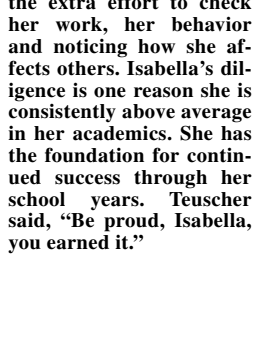 the extra effort to check
her work, her behavior
and noticing how she af-
fects others. Isabella’s dil-
igence is one reason she is
consistently above average
in her academics. She has
the foundation for contin-
ued success through her
school years. Teuscher
said, “Be proud, Isabella,
you earned it.”